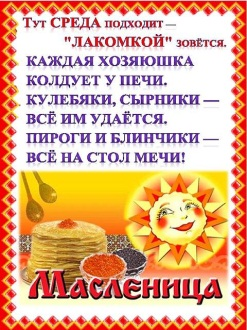 Тут СРЕДА подходит —
"ЛАКОМКОЙ" зовётся.
КАЖДАЯ ХОЗЯЮШКА
КОЛДУЕТ У ПЕЧИ.
КУЛЕБЯКИ, СЫРНИКИ —
ВСЁ ИМ УДАЁТСЯ.
ПИРОГИ И БЛИНЧИКИ —
ВСЁ НА СТОЛ МЕЧИ!
Масленица